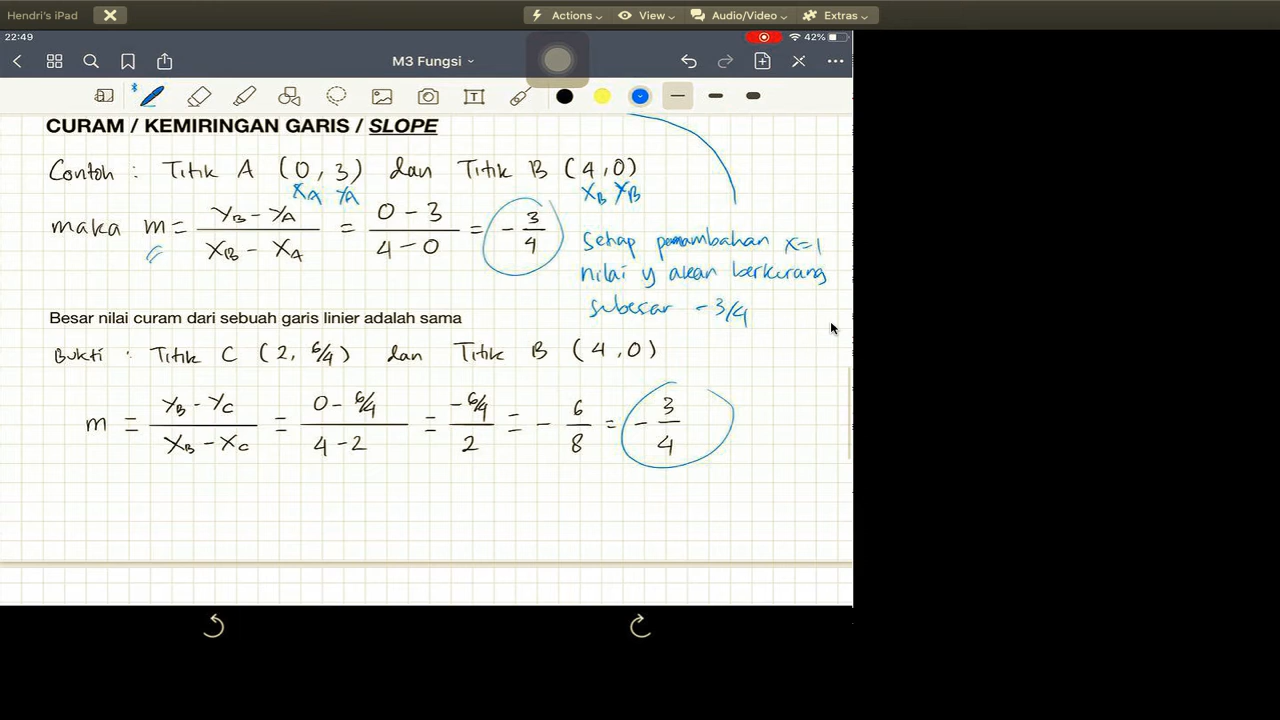 Hendri's iPad
Actions View Audio/Video Extras
22:49 42%
M3 Fungsi
CURAM / KEMIRINGAN GARIS / SLOPE
Contoh : Titik A (0, 3) dan Titik B (4,0)
XA YA XB YB
maka m = (YB - YA)/(XB - XA) = (0 - 3)/(4 - 0) = - 3/4
Setiap penambahan x=1
nilai y akan berkurang
sebesar - 3/4
Besar nilai curam dari sebuah garis linier adalah sama
Bukti : Titik C (2, 6/4) dan Titik B (4,0)
m = (YB - YC)/(XB - XC) = (0 - 6/4)/(4 - 2) = (-6/4)/2 = - 6/8 = - 3/4